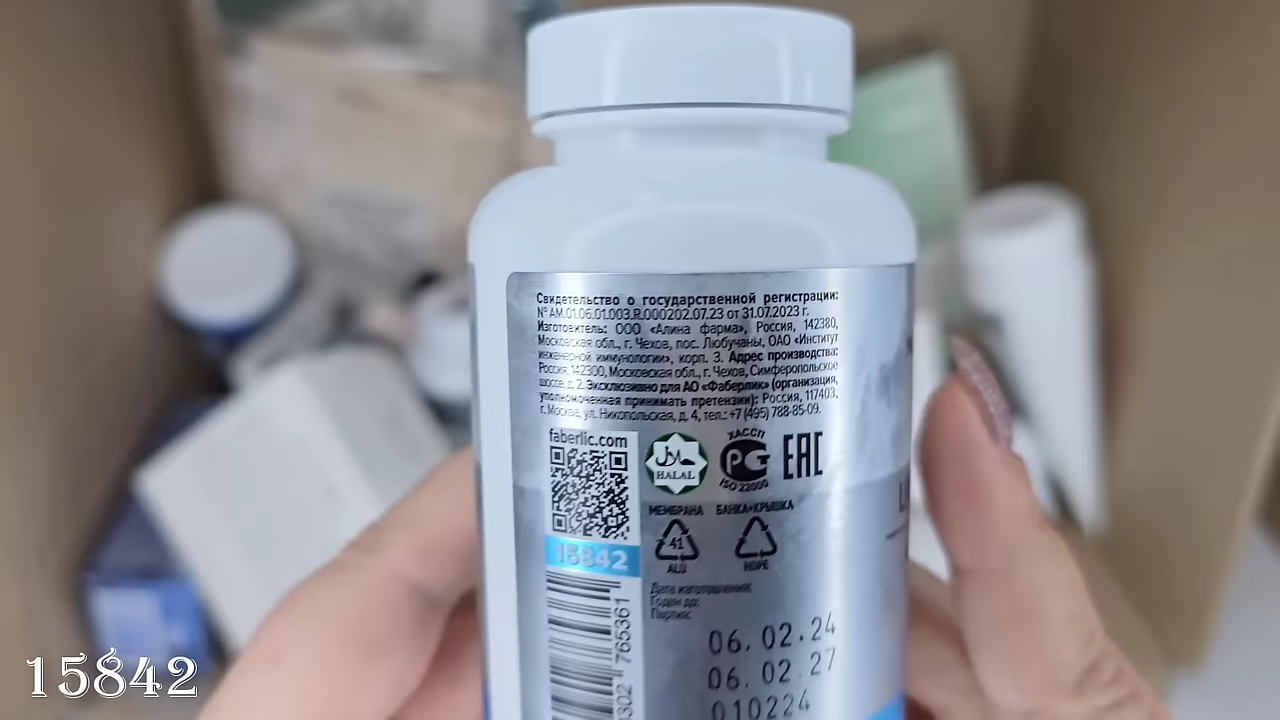 Свидетельство о государственной регистрации:
№ AM.01.06.01.003.R.000202.07.23 от 31.07.2023 г.
Изготовитель: ООО «Алина фарма», Россия, 142380,
Московская обл., г. Чехов, пос. Любучаны, ОАО «Институт
инженерной иммунологии», корп. 3. Адрес производства:
Россия, 142300, Московская обл., г. Чехов, Симферопольское
шоссе, д. 2. Эксклюзивно для АО «Фаберлик» (организация,
уполномоченная принимать претензии): Россия, 117403,
г. Москва, ул. Никопольская, д. 4, тел.: +7 (495) 788-85-09.
faberlic.com
HALAL
ХАССП
РСТ
ISO 22000
EAC
МЕМБРАНА
БАНКА+КРЫШКА
41
ALU
HDPE
15842
Дата изготовления:
Годен до:
Партия:
06.02.24
06.02.27
010224
0302 765361
15842